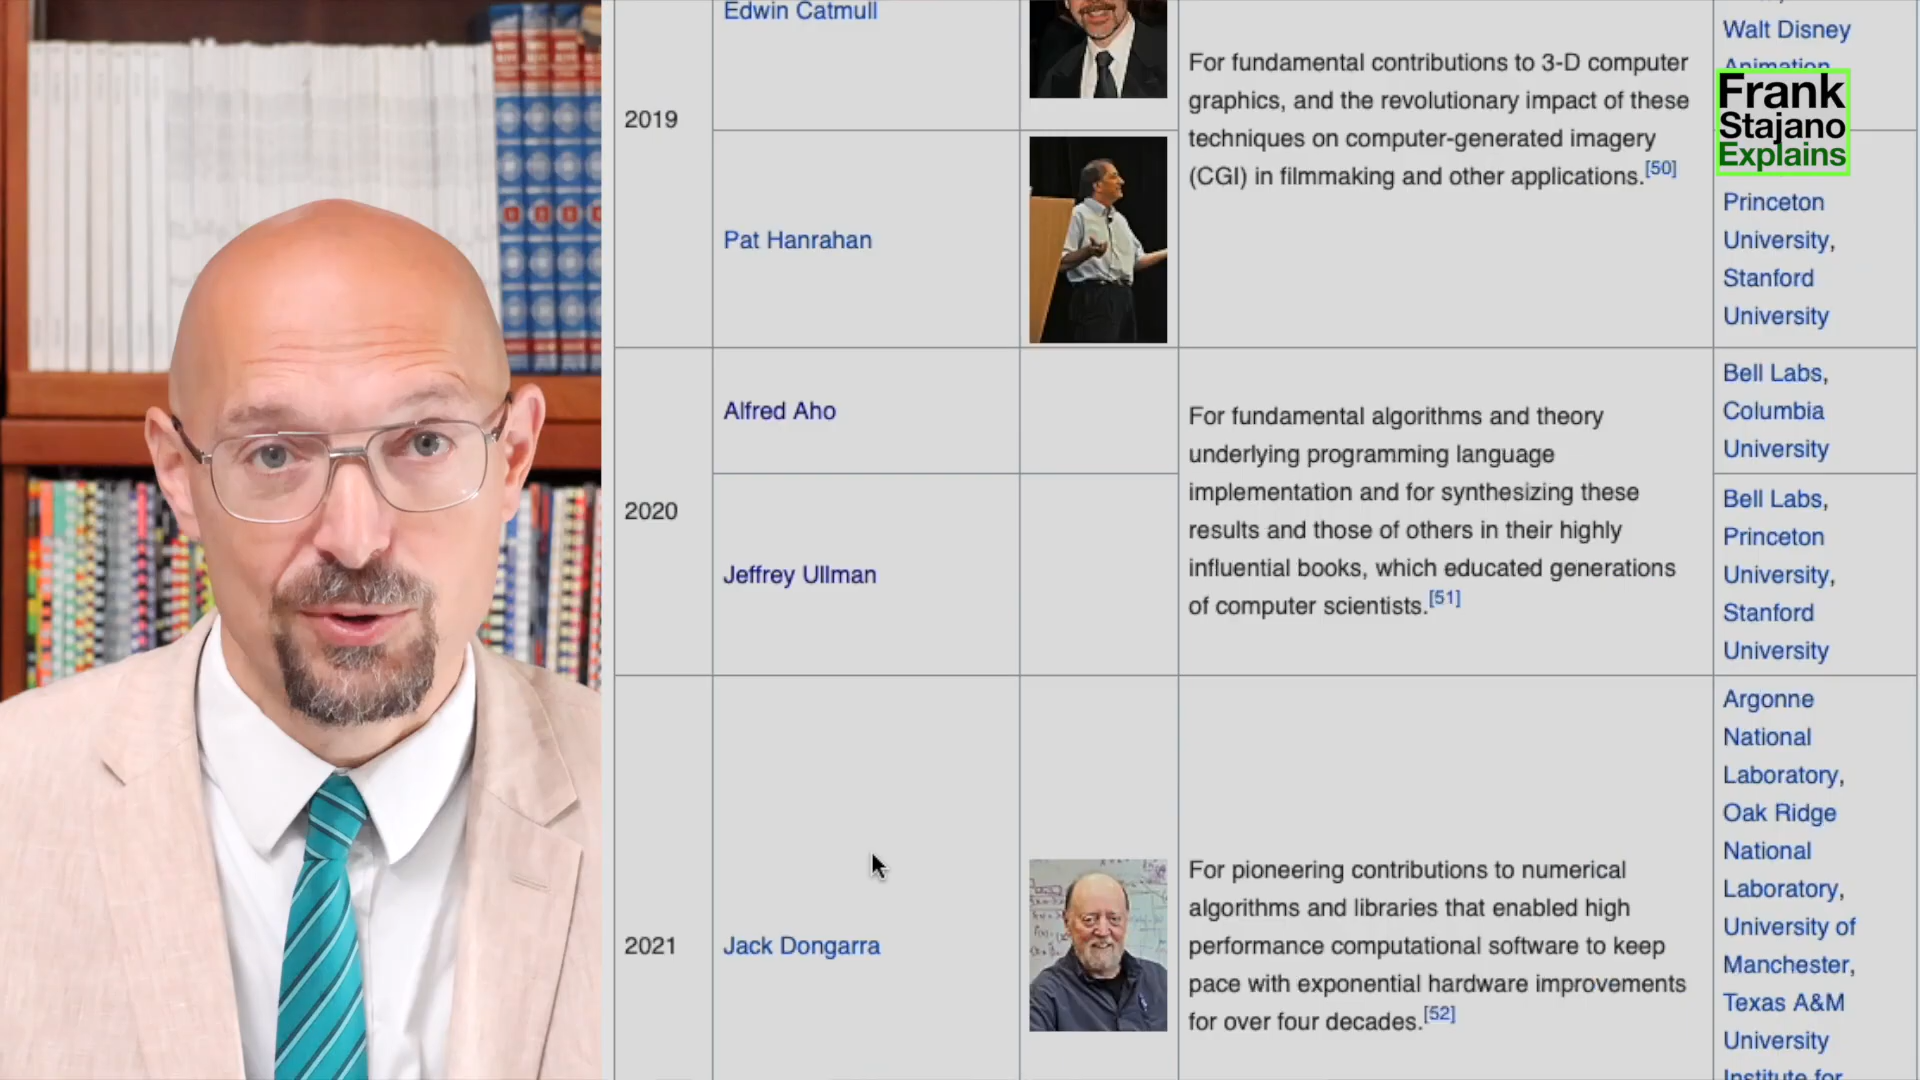 Edwin Catmull
Walt Disney
Animation
Frank
Stajano
Explains
2019
For fundamental contributions to 3-D computer
graphics, and the revolutionary impact of these
techniques on computer-generated imagery
(CGI) in filmmaking and other applications.[50]
Pat Hanrahan
Princeton
University,
Stanford
University
2020
Alfred Aho
For fundamental algorithms and theory
underlying programming language
implementation and for synthesizing these
results and those of others in their highly
influential books, which educated generations
of computer scientists.[51]
Bell Labs,
Columbia
University
Jeffrey Ullman
Bell Labs,
Princeton
University,
Stanford
University
2021
Jack Dongarra
For pioneering contributions to numerical
algorithms and libraries that enabled high
performance computational software to keep
pace with exponential hardware improvements
for over four decades.[52]
Argonne
National
Laboratory,
Oak Ridge
National
Laboratory,
University of
Manchester,
Texas A&M
University
Institute for